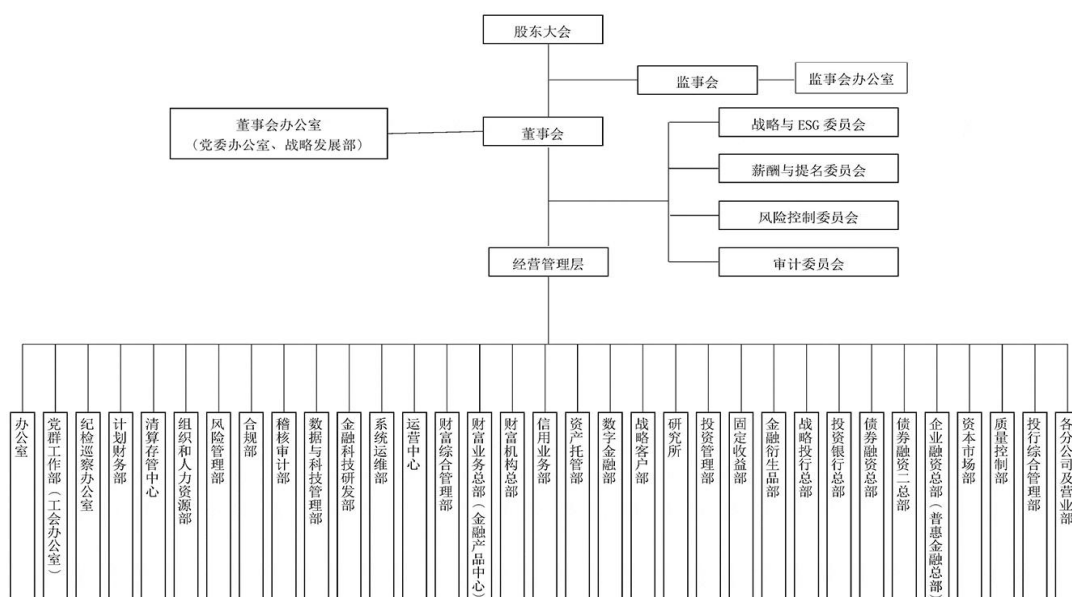 股东大会
监事会
监事会办公室
董事会办公室
（党委办公室、战略发展部）
董事会
战略与 ESG 委员会
薪酬与提名委员会
风险控制委员会
经营管理层
审计委员会
办公室
党群工作部（工会办公室）
纪检巡察办公室
计划财务部
清算存管中心
组织和人力资源部
风险管理部
合规部
稽核审计部
数据与科技管理部
金融科技研发部
系统运维部
运营中心
财富综合管理部
财富业务总部（金融产品中心）
财富机构总部
信用业务部
资产托管部
数字金融部
战略客户部
研究所
投资管理部
固定收益部
金融衍生品部
战略投行总部
投资银行总部
债券融资总部
债券融资二总部
企业融资总部（普惠金融总部）
资本市场部
质量控制部
投行综合管理部
各分公司及营业部